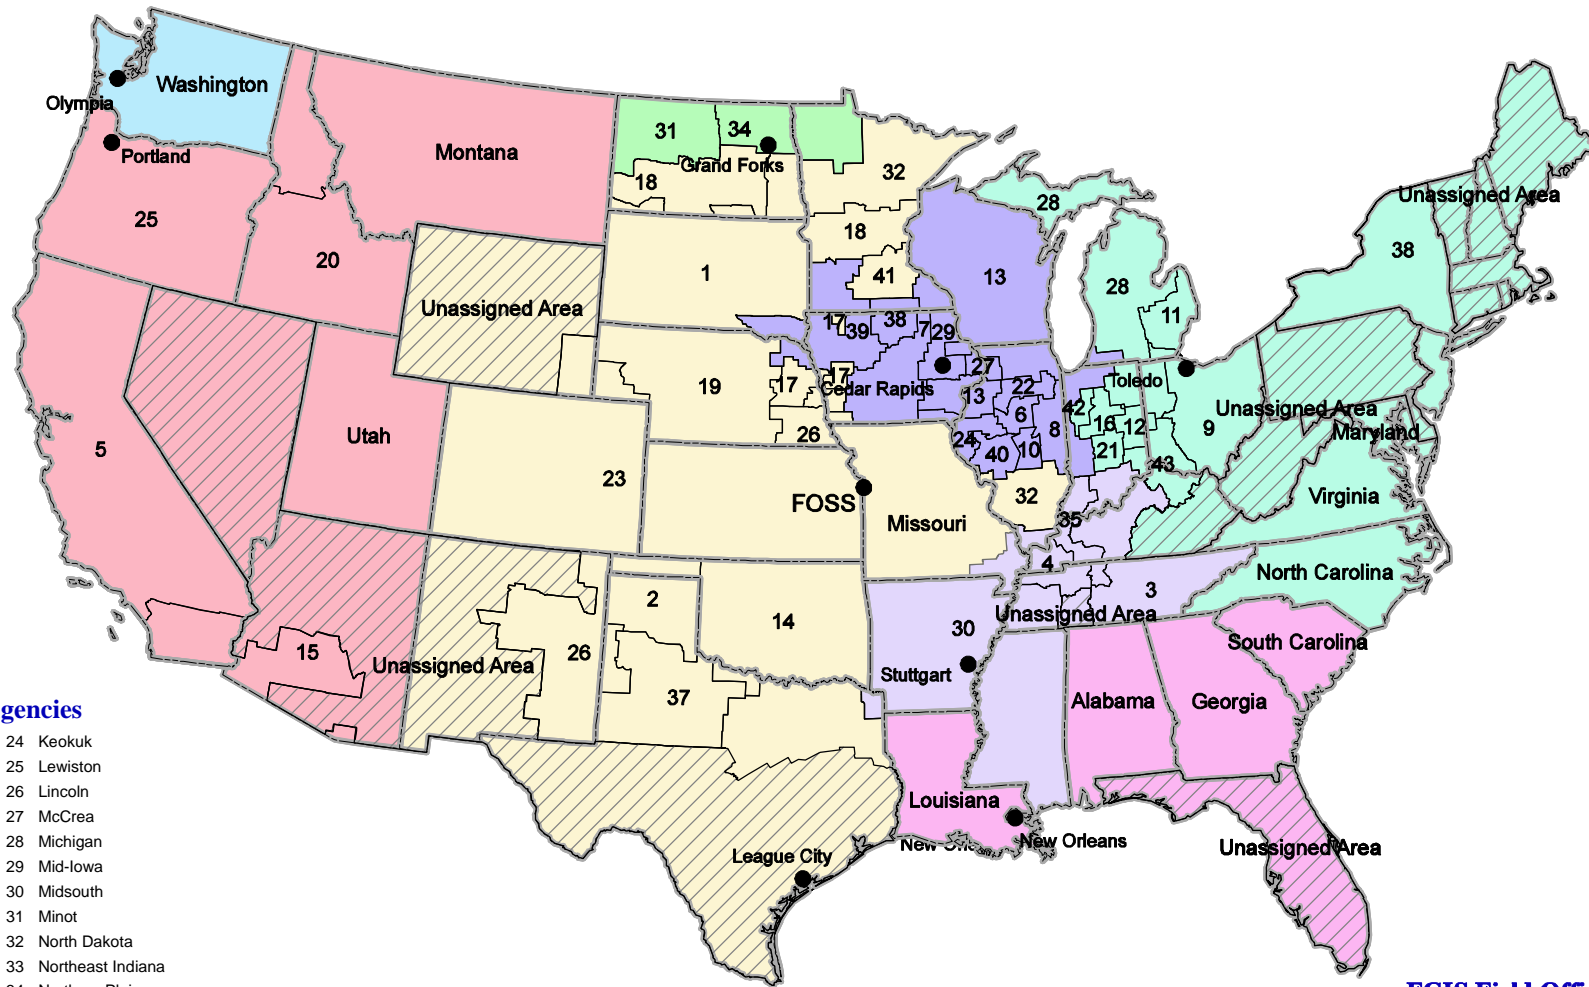 Olympia
Washington
Portland
Montana
31
34
Grand Forks
18
32
25
20
1
18
41
13
28
28
11
38
Unassigned Area
Unassigned Area
17
39
38
7
29
5
Utah
19
17
17
Cedar Rapids
27
13
22
6
24
40
10
8
42
Toledo
16
12
21
9
43
Unassigned Area
Maryland
Virginia
26
23
FOSS
Missouri
32
35
4
3
North Carolina
Unassigned Area
2
14
30
Stuttgart
15
Unassigned Area
26
37
South Carolina
Alabama
Georgia
Louisiana
New Orleans
League City
Unassigned Area
gencies
24 Keokuk
25 Lewiston
26 Lincoln
27 McCrea
28 Michigan
29 Mid-Iowa
30 Midsouth
31 Minot
32 North Dakota
33 Northeast Indiana